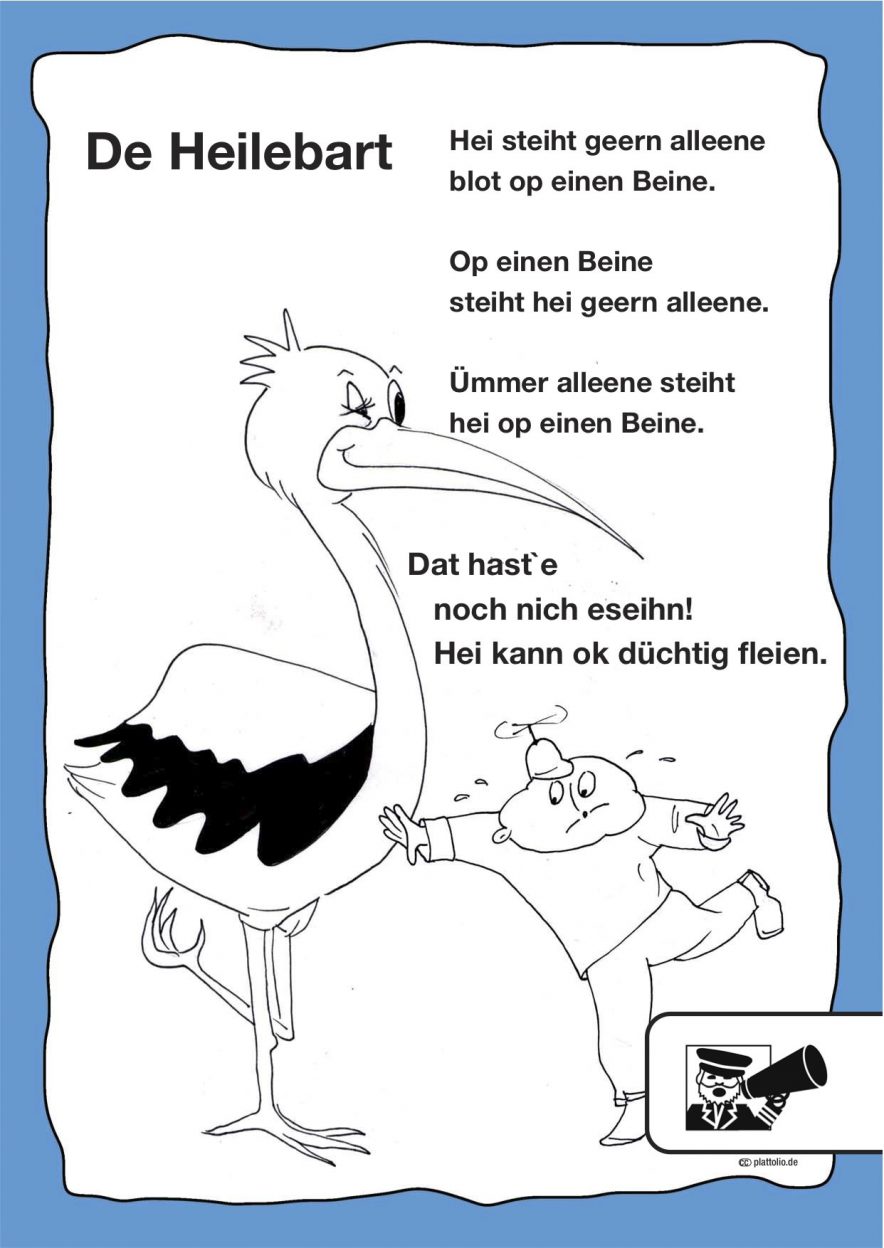 De Heilebart
Hei steiht geern alleene
blot op einen Beine.
Op einen Beine
steiht hei geern alleene.
Ümmer alleene steiht
hei op einen Beine.
Dat hast`e
noch nich eseihn!
Hei kann ok düchtig fleien.
cc plattolio.de